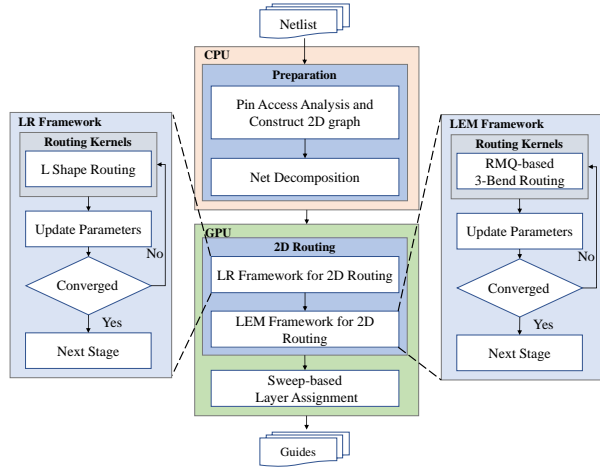 Netlist
CPU
Preparation
Pin Access Analysis and
Construct 2D graph
Net Decomposition
LR Framework
Routing Kernels
L Shape Routing
Update Parameters
No
Converged
Yes
Next Stage
GPU
2D Routing
LR Framework for 2D Routing
LEM Framework for 2D
Routing
Sweep-based
Layer Assignment
Guides
LEM Framework
Routing Kernels
RMQ-based
3-Bend Routing
Update Parameters
No
Converged
Yes
Next Stage